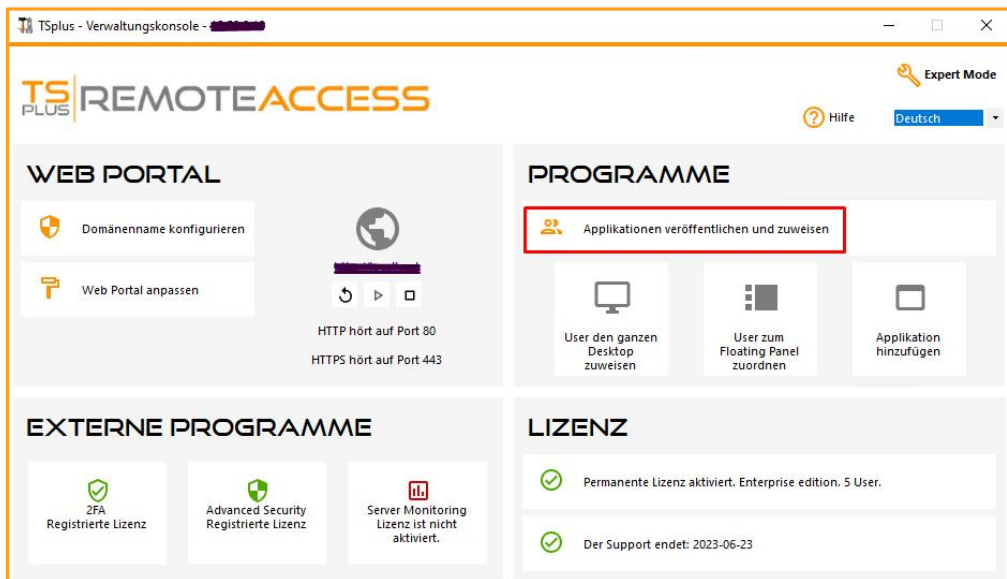 TSplus - Verwaltungskonsole -
Expert Mode
TS PLUS REMOTEACCESS
Hilfe
Deutsch
WEB PORTAL
Domänenname konfigurieren
Web Portal anpassen
HTTP hört auf Port 80
HTTPS hört auf Port 443
PROGRAMME
Applikationen veröffentlichen und zuweisen
User den ganzen
Desktop
zuweisen
User zum
Floating Panel
zuordnen
Applikation
hinzufügen
EXTERNE PROGRAMME
2FA
Registrierte Lizenz
Advanced Security
Registrierte Lizenz
Server Monitoring
Lizenz ist nicht
aktiviert.
LIZENZ
Permanente Lizenz aktiviert. Enterprise edition. 5 User.
Der Support endet: 2023-06-23